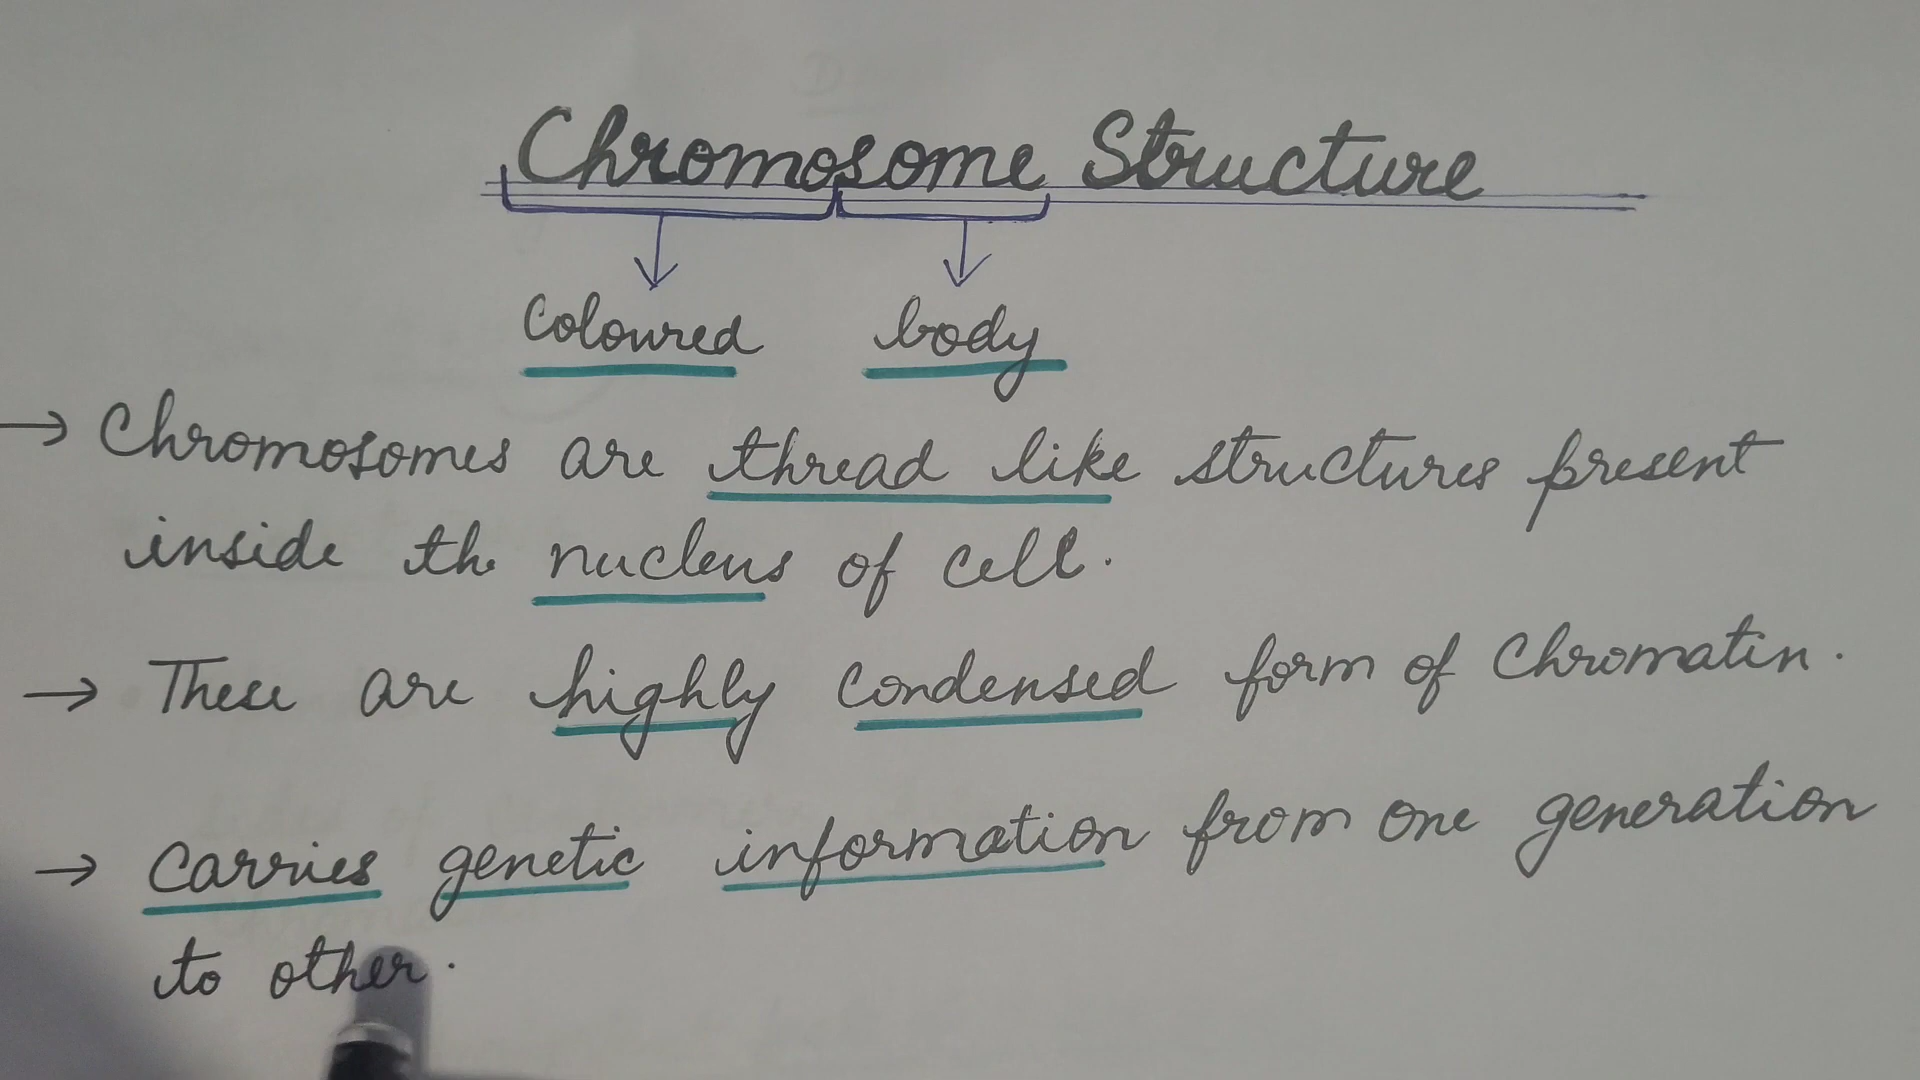 Chromosome Structure
Coloured body
→ Chromosomes are thread like structures present
inside the nucleus of cell.
→ These are highly condensed form of Chromatin.
→ Carries genetic information from one generation
to other.